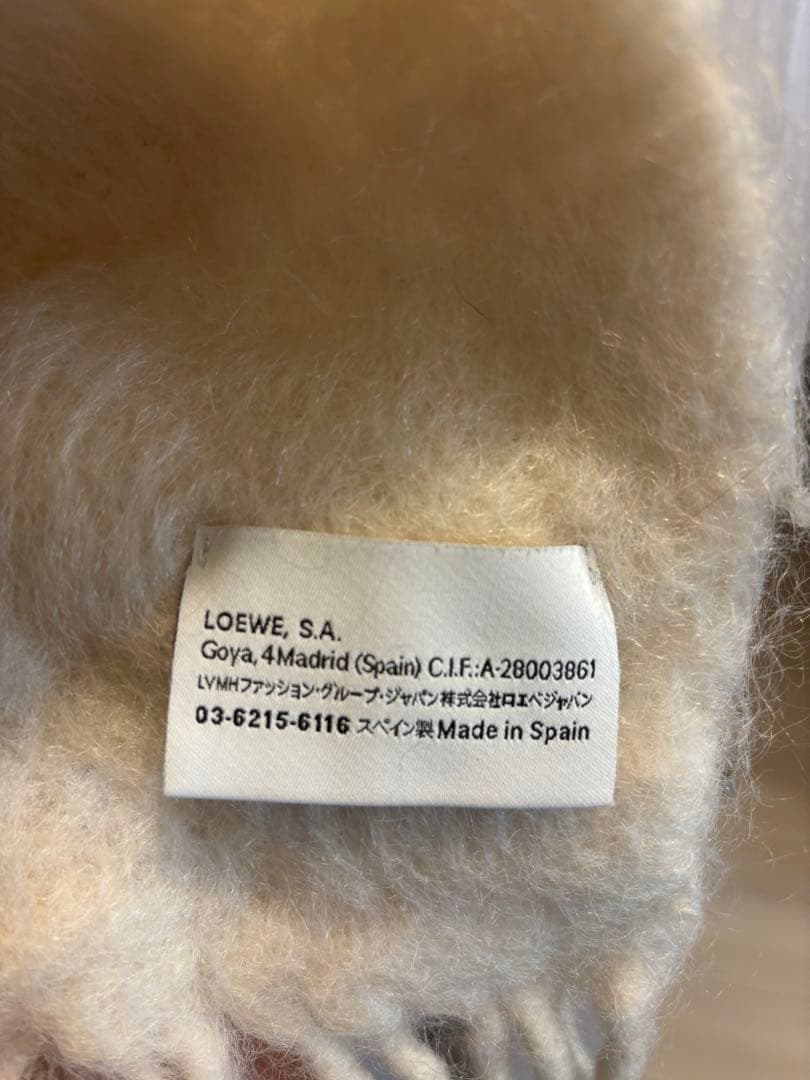 LOEWE, S.A.
Goya, 4 Madrid (Spain) C.I.F.:A-28003861
LVMHファッション・グループ・ジャパン株式会社ロエベジャパン
03-6215-6116 スペイン製 Made in Spain